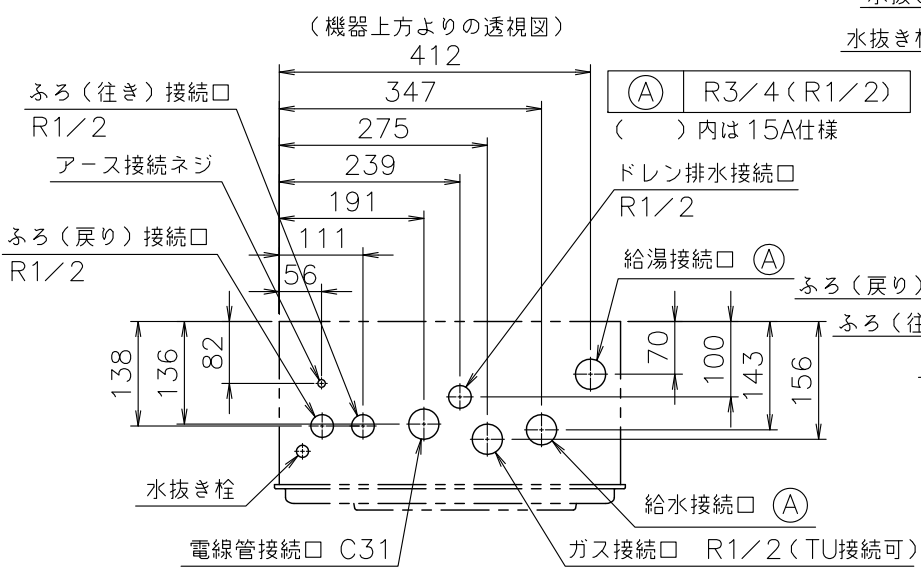 水抜き
(機器上方よりの透視図)
水抜き栓
412
ふろ(往き)接続口
R1/2
347
Ⓐ R3/4(R1/2)
( )内は15A仕様
275
アース接続ネジ
239
ドレン排水接続口
R1/2
191
ふろ(戻り)接続口
R1/2
111
56
給湯接続口 Ⓐ
ふろ(戻り)
ふろ(往
138
136
82
70
100
143
156
水抜き栓
給水接続口 Ⓐ
電線管接続口 C31
ガス接続口 R1/2(TU接続可)